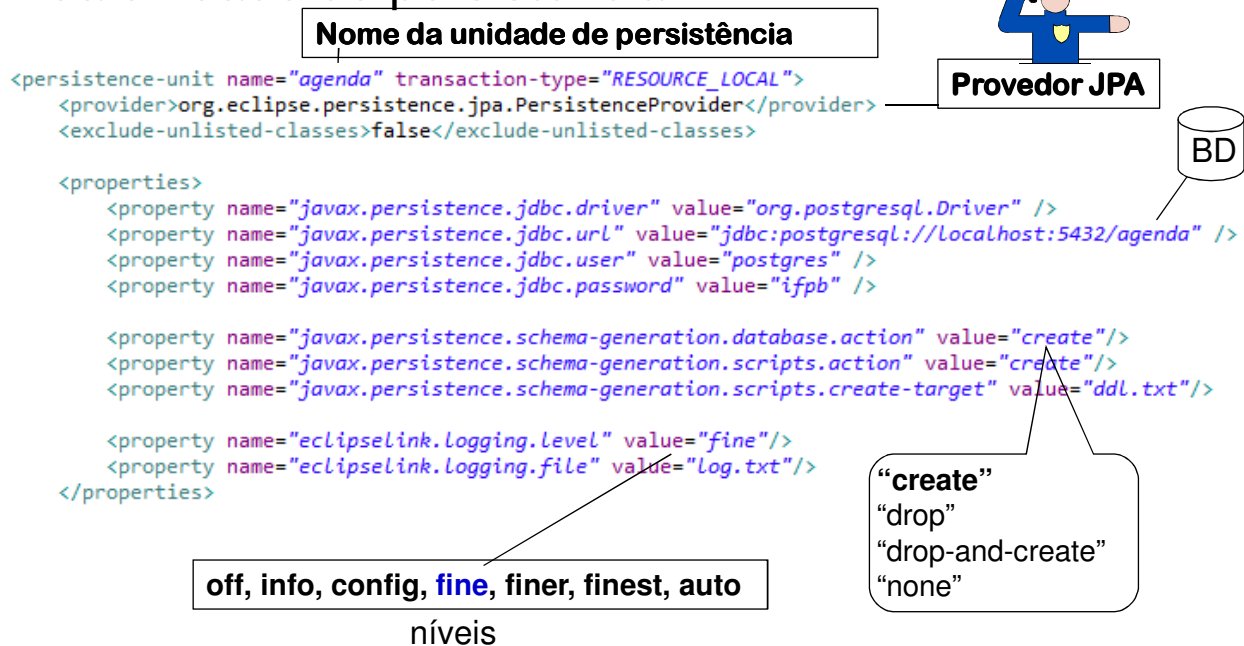 Nome da unidade de persistência
<persistence-unit name="agenda" transaction-type="RESOURCE_LOCAL">
Provedor JPA
<provider>org.eclipse.persistence.jpa.PersistenceProvider</provider>
<exclude-unlisted-classes>false</exclude-unlisted-classes>
BD
<properties>
<property name="javax.persistence.jdbc.driver" value="org.postgresql.Driver" />
<property name="javax.persistence.jdbc.url" value="jdbc:postgresql://localhost:5432/agenda" />
<property name="javax.persistence.jdbc.user" value="postgres" />
<property name="javax.persistence.jdbc.password" value="ifpb" />
<property name="javax.persistence.schema-generation.database.action" value="create"/>
<property name="javax.persistence.schema-generation.scripts.action" value="create"/>
<property name="javax.persistence.schema-generation.scripts.create-target" value="ddl.txt"/>
<property name="eclipselink.logging.level" value="fine"/>
<property name="eclipselink.logging.file" value="log.txt"/>
</properties>
“create”
“drop”
“drop-and-create”
“none”
off, info, config, fine, finer, finest, auto
níveis